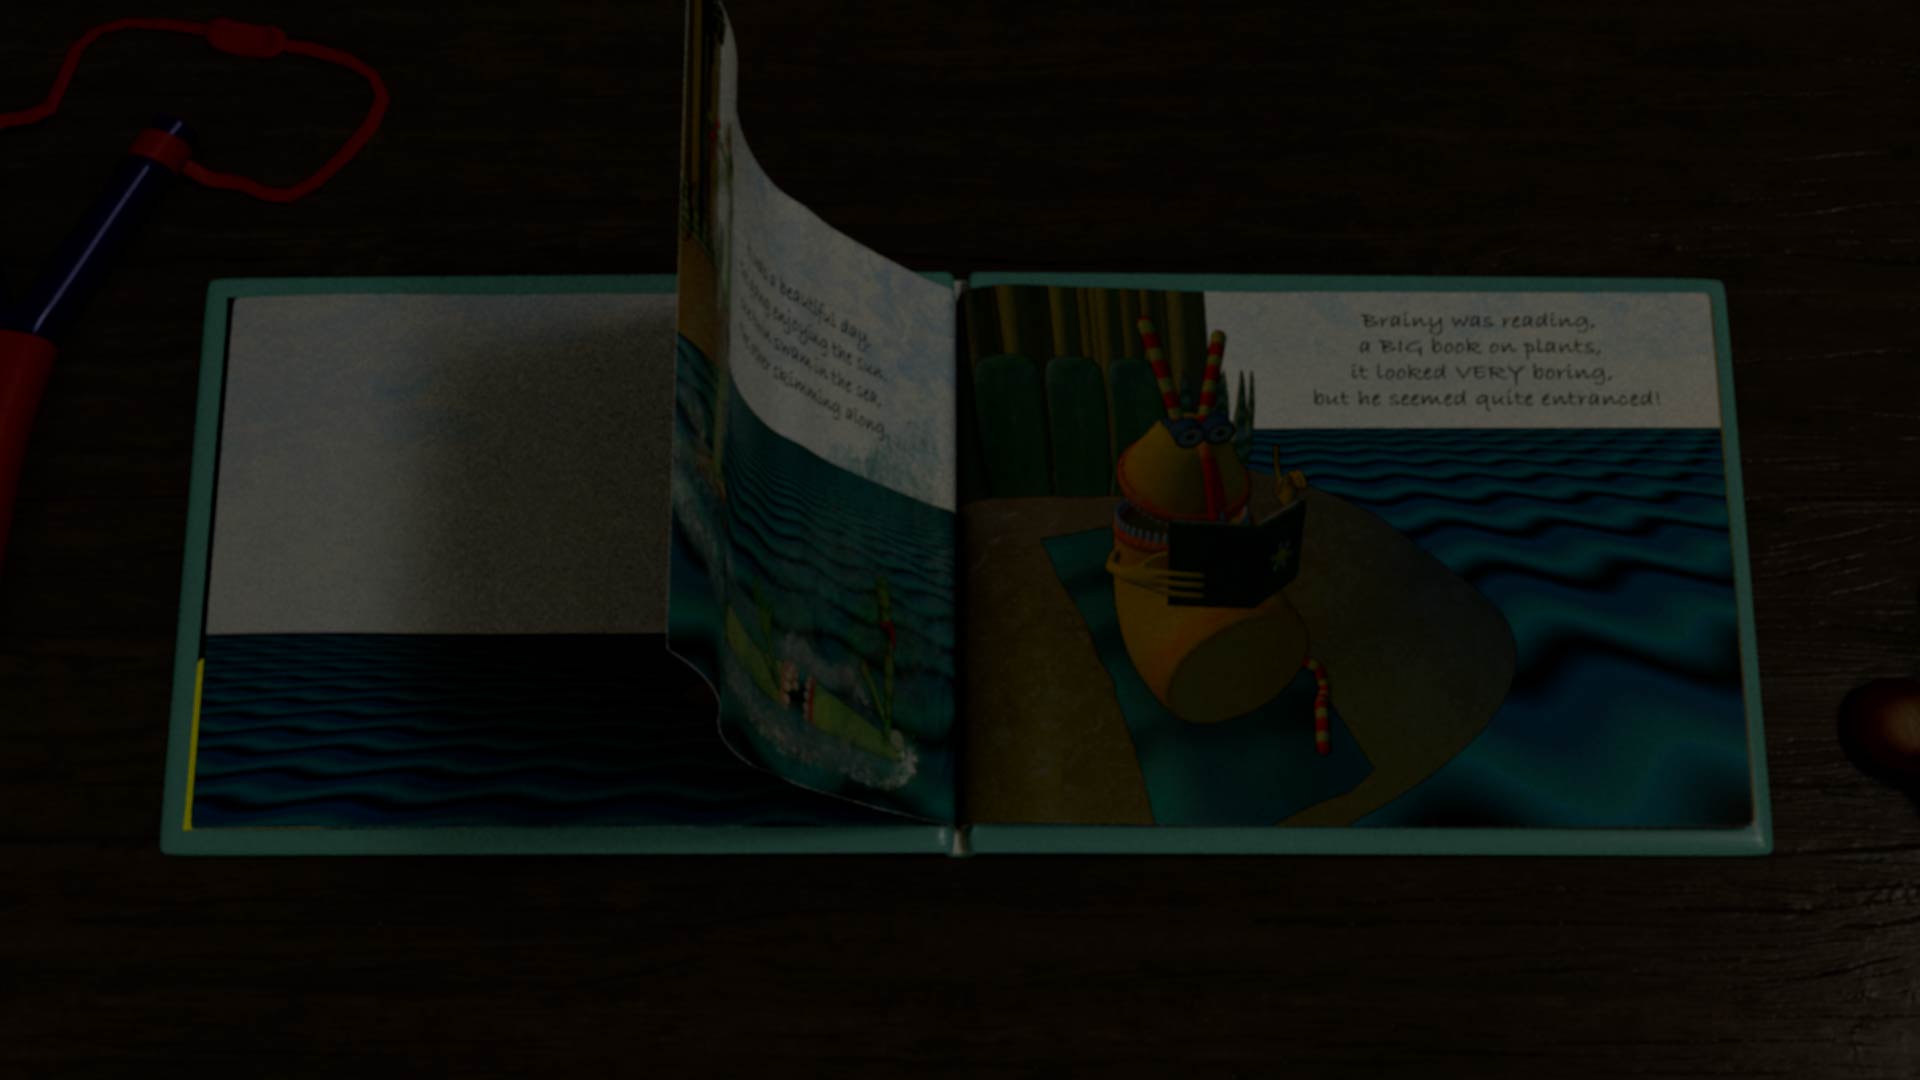 a beautiful day,
enjoying the sun.
swam in the sea,
skimming along.
Brainy was reading,
a BIG book on plants,
it looked VERY boring,
but he seemed quite entranced!